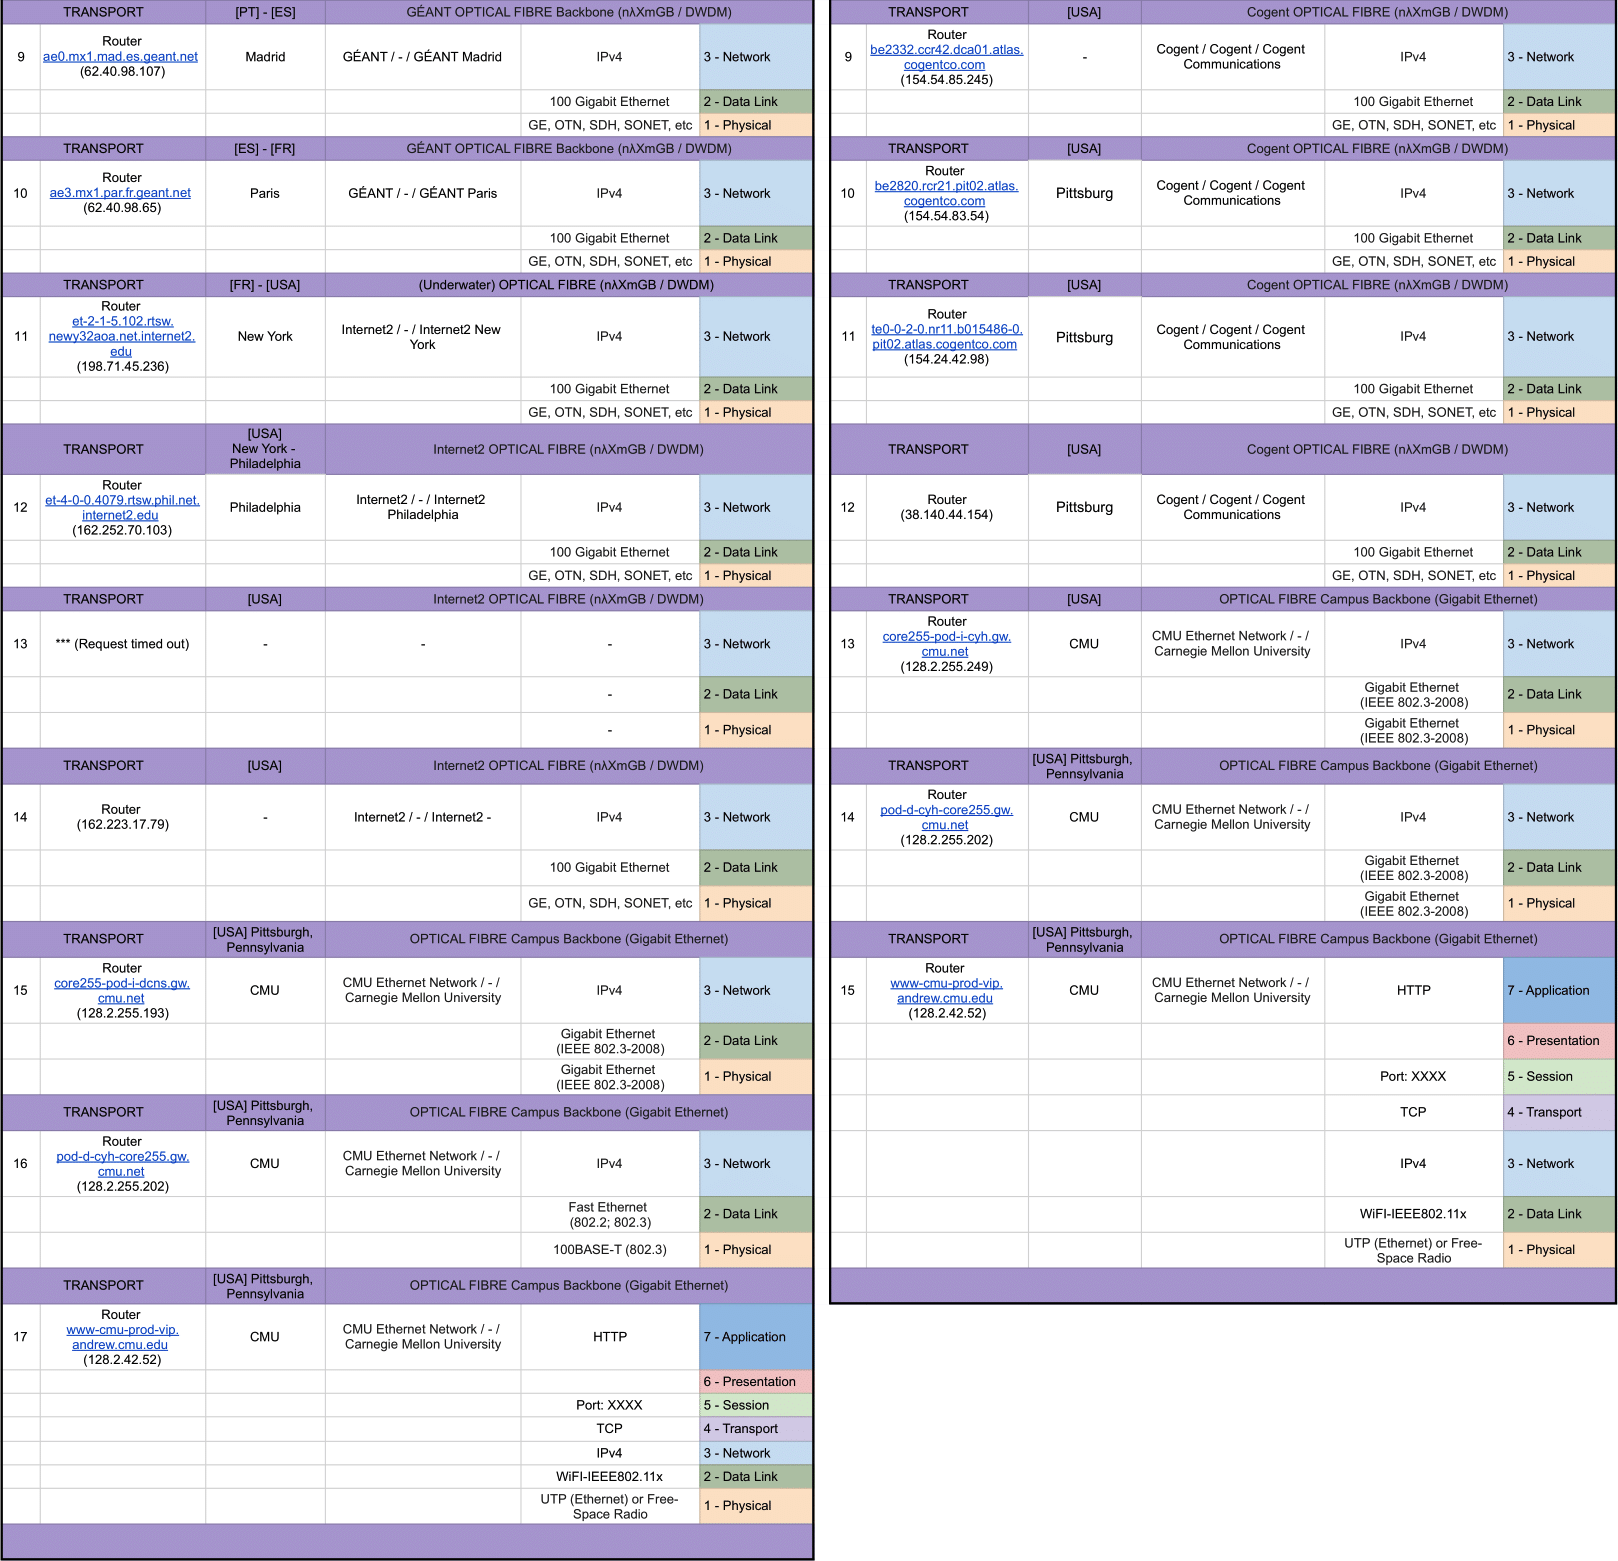 TRANSPORT [PT] - [ES] GÉANT OPTICAL FIBRE Backbone (nλXmGB / DWDM)
9 Router Madrid GÉANT / - / GÉANT Madrid IPv4 3 - Network
ae0.mx1.mad.es.geant.net
(62.40.98.107)
100 Gigabit Ethernet 2 - Data Link
GE, OTN, SDH, SONET, etc 1 - Physical
TRANSPORT [ES] - [FR] GÉANT OPTICAL FIBRE Backbone (nλXmGB / DWDM)
10 Router Paris GÉANT / - / GÉANT Paris IPv4 3 - Network
ae3.mx1.par.fr.geant.net
(62.40.98.65)
100 Gigabit Ethernet 2 - Data Link
GE, OTN, SDH, SONET, etc 1 - Physical
TRANSPORT [FR] - [USA] (Underwater) OPTICAL FIBRE (nλXmGB / DWDM)
11 Router New York Internet2 / - / Internet2 New IPv4 3 - Network
et-2-1-5.102.rtsw. York
newy32aoa.net.internet2.
edu
(198.71.45.236)
100 Gigabit Ethernet 2 - Data Link
GE, OTN, SDH, SONET, etc 1 - Physical
[USA]
TRANSPORT New York - Internet2 OPTICAL FIBRE (nλXmGB / DWDM)
Philadelphia
12 Router Philadelphia Internet2 / - / Internet2 IPv4 3 - Network
et-4-0-0.4079.rtsw.phil.net. Philadelphia
internet2.edu
(162.252.70.103)
100 Gigabit Ethernet 2 - Data Link
GE, OTN, SDH, SONET, etc 1 - Physical
TRANSPORT [USA] Internet2 OPTICAL FIBRE (nλXmGB / DWDM)
13 *** (Request timed out) - - - 3 - Network
- 2 - Data Link
- 1 - Physical
TRANSPORT [USA] Internet2 OPTICAL FIBRE (nλXmGB / DWDM)
14 Router - Internet2 / - / Internet2 - IPv4 3 - Network
(162.223.17.79)
100 Gigabit Ethernet 2 - Data Link
GE, OTN, SDH, SONET, etc 1 - Physical
TRANSPORT [USA] Pittsburgh, OPTICAL FIBRE Campus Backbone (Gigabit Ethernet)
Pennsylvania
15 Router CMU CMU Ethernet Network / - / IPv4 3 - Network
core255-pod-i-dcns.gw. Carnegie Mellon University
cmu.net
(128.2.255.193)
Gigabit Ethernet 2 - Data Link
(IEEE 802.3-2008)
Gigabit Ethernet 1 - Physical
(IEEE 802.3-2008)
TRANSPORT [USA] Pittsburgh, OPTICAL FIBRE Campus Backbone (Gigabit Ethernet)
Pennsylvania
16 Router CMU CMU Ethernet Network / - / IPv4 3 - Network
pod-d-cyh-core255.gw. Carnegie Mellon University
cmu.net
(128.2.255.202)
Fast Ethernet 2 - Data Link
(802.2; 802.3)
100BASE-T (802.3) 1 - Physical
TRANSPORT [USA] Pittsburgh, OPTICAL FIBRE Campus Backbone (Gigabit Ethernet)
Pennsylvania
17 Router CMU CMU Ethernet Network / - / HTTP 7 - Application
www-cmu-prod-vip. Carnegie Mellon University
andrew.cmu.edu
(128.2.42.52)
6 - Presentation
Port: XXXX 5 - Session
TCP 4 - Transport
IPv4 3 - Network
WiFI-IEEE802.11x 2 - Data Link
UTP (Ethernet) or Free- 1 - Physical
Space Radio
TRANSPORT [USA] Cogent OPTICAL FIBRE (nλXmGB / DWDM)
9 Router - Cogent / Cogent / Cogent IPv4 3 - Network
be2332.ccr42.dca01.atlas. Communications
cogentco.com
(154.54.85.245)
100 Gigabit Ethernet 2 - Data Link
GE, OTN, SDH, SONET, etc 1 - Physical
TRANSPORT [USA] Cogent OPTICAL FIBRE (nλXmGB / DWDM)
10 Router Pittsburg Cogent / Cogent / Cogent IPv4 3 - Network
be2820.rcr21.pit02.atlas. Communications
cogentco.com
(154.54.83.54)
100 Gigabit Ethernet 2 - Data Link
GE, OTN, SDH, SONET, etc 1 - Physical
TRANSPORT [USA] Cogent OPTICAL FIBRE (nλXmGB / DWDM)
11 Router Pittsburg Cogent / Cogent / Cogent IPv4 3 - Network
te0-0-2-0.nr11.b015486-0. Communications
pit02.atlas.cogentco.com
(154.24.42.98)
100 Gigabit Ethernet 2 - Data Link
GE, OTN, SDH, SONET, etc 1 - Physical
TRANSPORT [USA] Cogent OPTICAL FIBRE (nλXmGB / DWDM)
12 Router Pittsburg Cogent / Cogent / Cogent IPv4 3 - Network
(38.140.44.154) Communications
100 Gigabit Ethernet 2 - Data Link
GE, OTN, SDH, SONET, etc 1 - Physical
TRANSPORT [USA] OPTICAL FIBRE Campus Backbone (Gigabit Ethernet)
13 Router CMU CMU Ethernet Network / - / IPv4 3 - Network
core255-pod-i-cyh.gw. Carnegie Mellon University
cmu.net
(128.2.255.249)
Gigabit Ethernet 2 - Data Link
(IEEE 802.3-2008)
Gigabit Ethernet 1 - Physical
(IEEE 802.3-2008)
TRANSPORT [USA] Pittsburgh, OPTICAL FIBRE Campus Backbone (Gigabit Ethernet)
Pennsylvania
14 Router CMU CMU Ethernet Network / - / IPv4 3 - Network
pod-d-cyh-core255.gw. Carnegie Mellon University
cmu.net
(128.2.255.202)
Gigabit Ethernet 2 - Data Link
(IEEE 802.3-2008)
Gigabit Ethernet 1 - Physical
(IEEE 802.3-2008)
TRANSPORT [USA] Pittsburgh, OPTICAL FIBRE Campus Backbone (Gigabit Ethernet)
Pennsylvania
15 Router CMU CMU Ethernet Network / - / HTTP 7 - Application
www-cmu-prod-vip. Carnegie Mellon University
andrew.cmu.edu
(128.2.42.52)
6 - Presentation
Port: XXXX 5 - Session
TCP 4 - Transport
IPv4 3 - Network
WiFI-IEEE802.11x 2 - Data Link
UTP (Ethernet) or Free- 1 - Physical
Space Radio